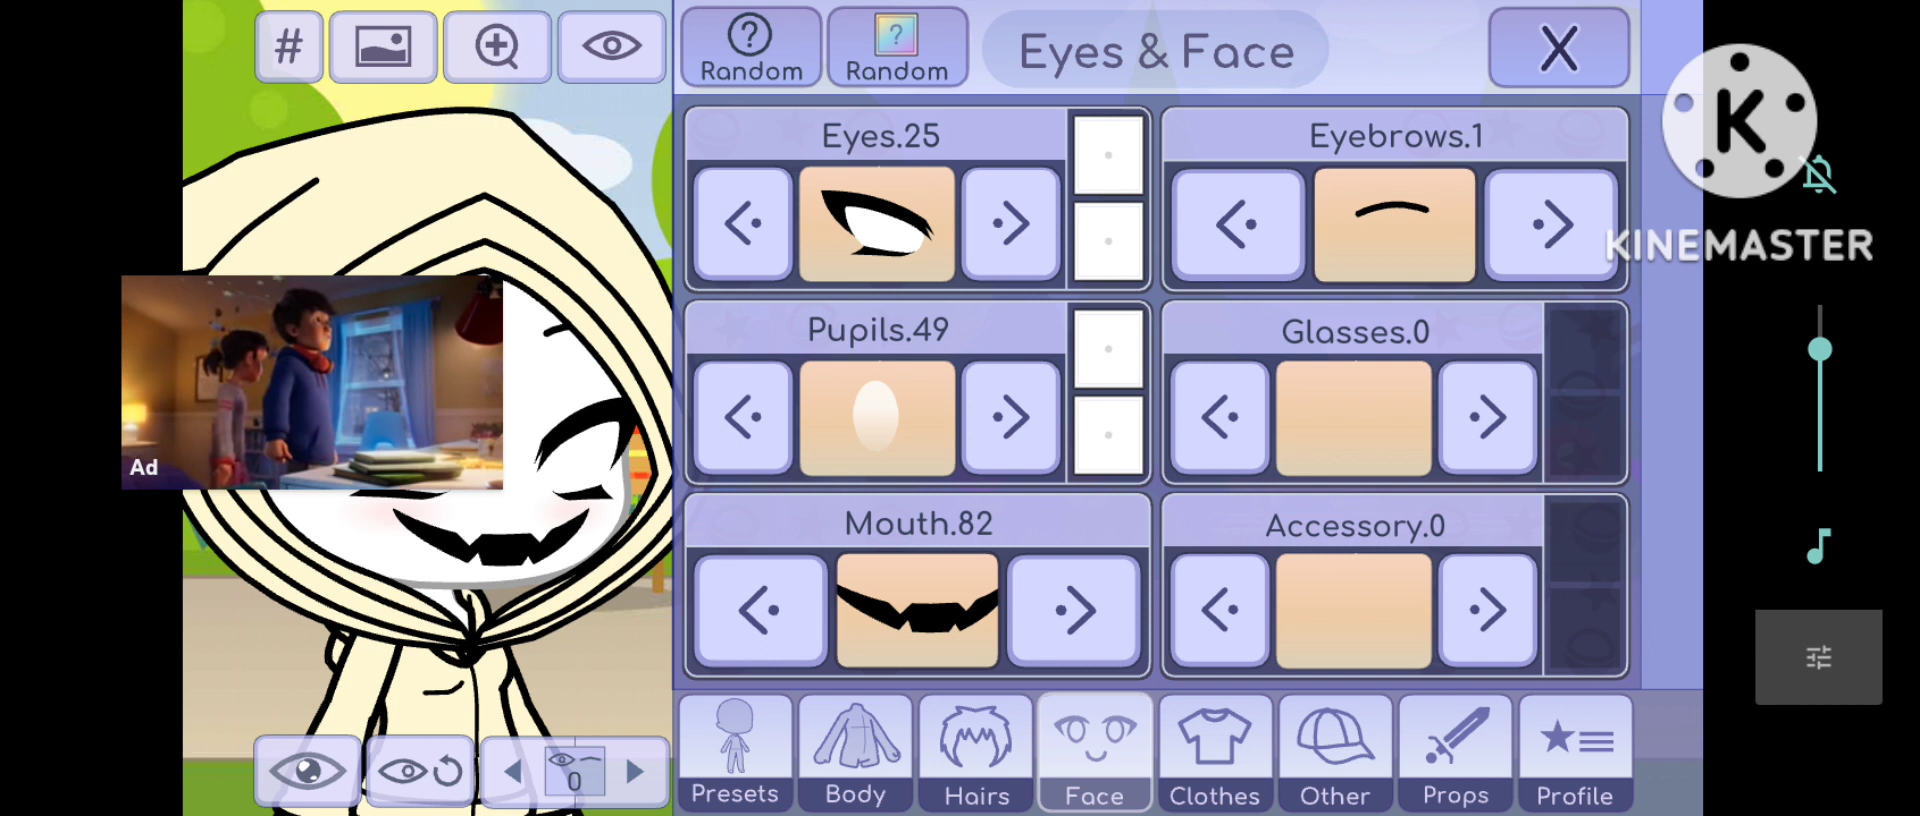 #
?
Random
?
Random
Eyes & Face
X
K
KINEMASTER
Eyes.25
Eyebrows.1
Pupils.49
Glasses.0
Ad
Mouth.82
Accessory.0
0
Presets
Body
Hairs
Face
Clothes
Other
Props
Profile